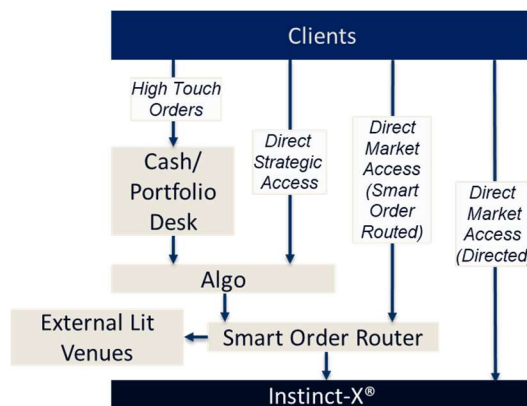 Clients
High Touch
Orders
Direct
Strategic
Access
Direct
Market
Access
(Smart
Order
Routed)
Direct
Market
Access
(Directed)
Cash/
Portfolio
Desk
Algo
External Lit
Venues
Smart Order Router
Instinct-X®